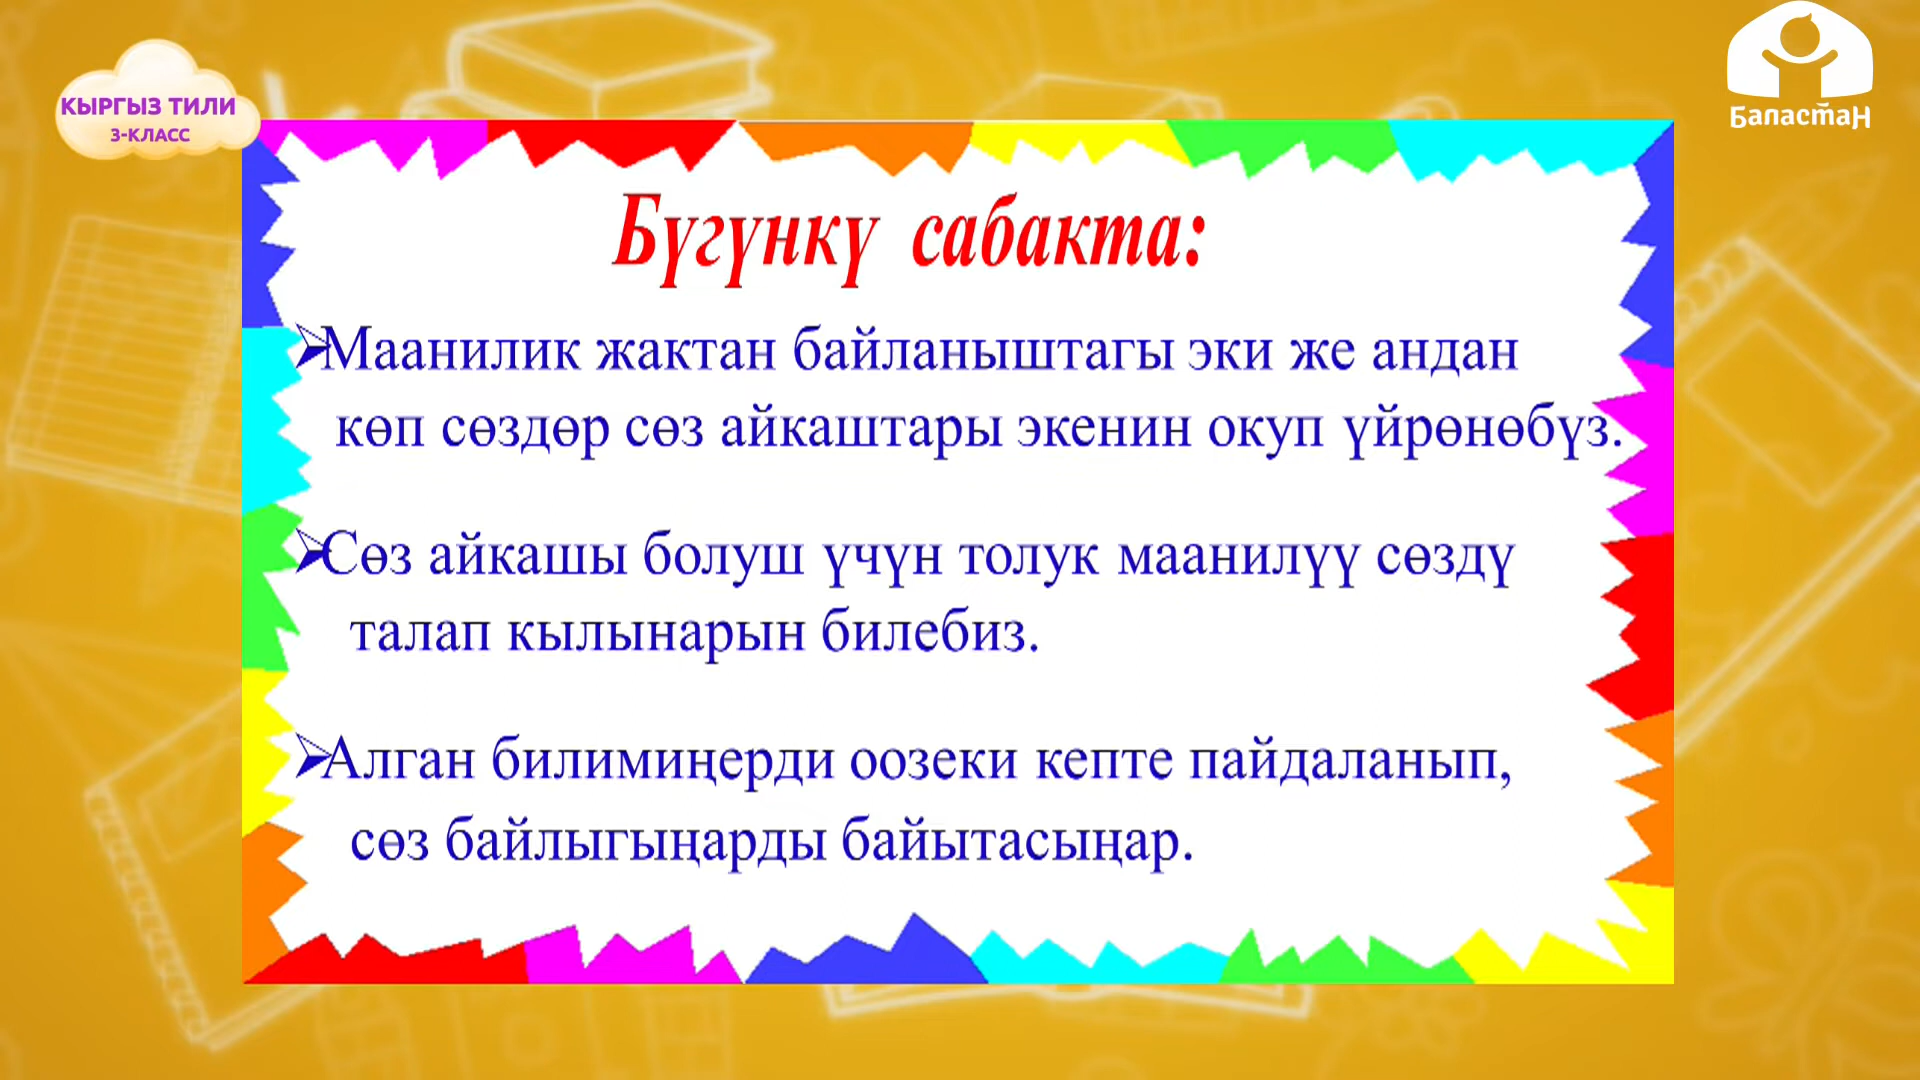 КЫРГЫЗ ТИЛИ
3-КЛАСС
Баластан
Бүгүнкү сабакта:
➢Маанилик жактан байланыштагы эки же андан
көп сөздөр сөз айкаштары экенин окуп үйрөнөбүз.
➢Сөз айкашы болуш үчүн толук маанилүү сөздү
талап кылынарын билебиз.
➢Алган билимиңерди оозеки кепте пайдаланып,
сөз байлыгыңарды байытасыңар.